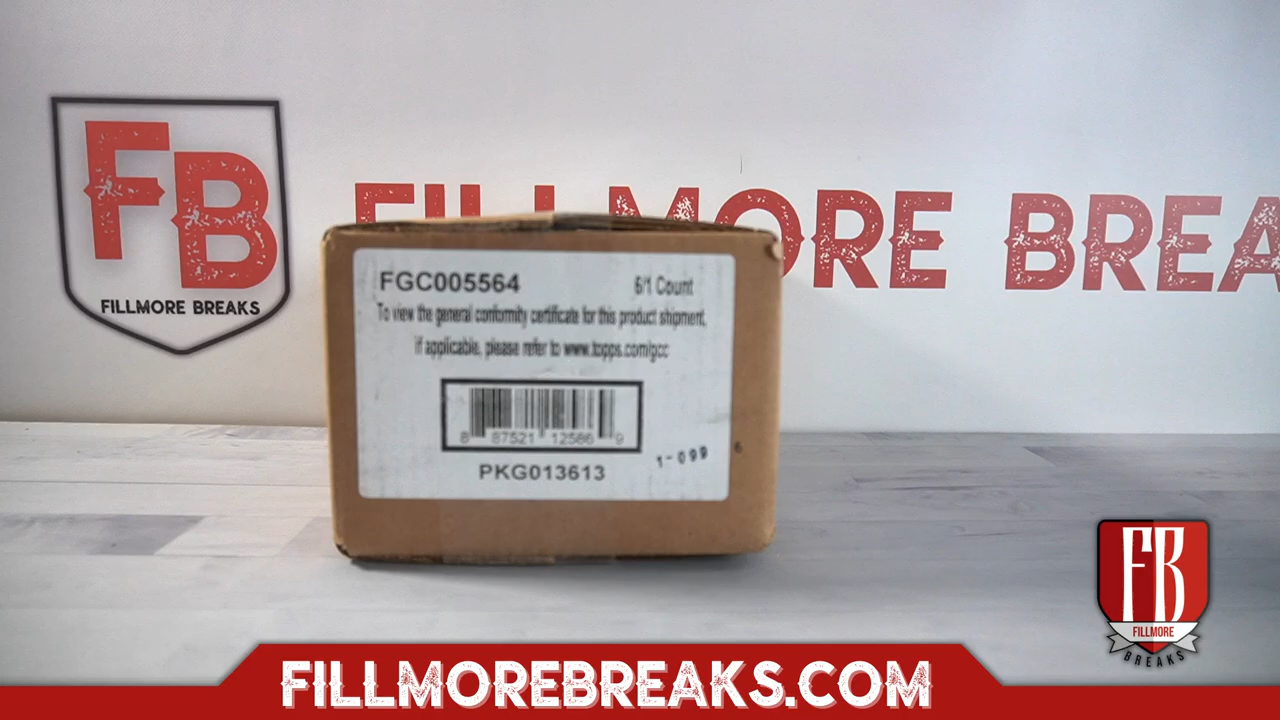 FB
FILLMORE BREAKS
FILLMORE BREA
FGC005564 6/1 Count
To view the general conformity certificate for this product shipment,
if applicable, please refer to www.topps.com/gcc
8 87521 12566 9
PKG013613
1-099 6
FB
FILLMORE
BREAKS
FILLMOREBREAKS.COM